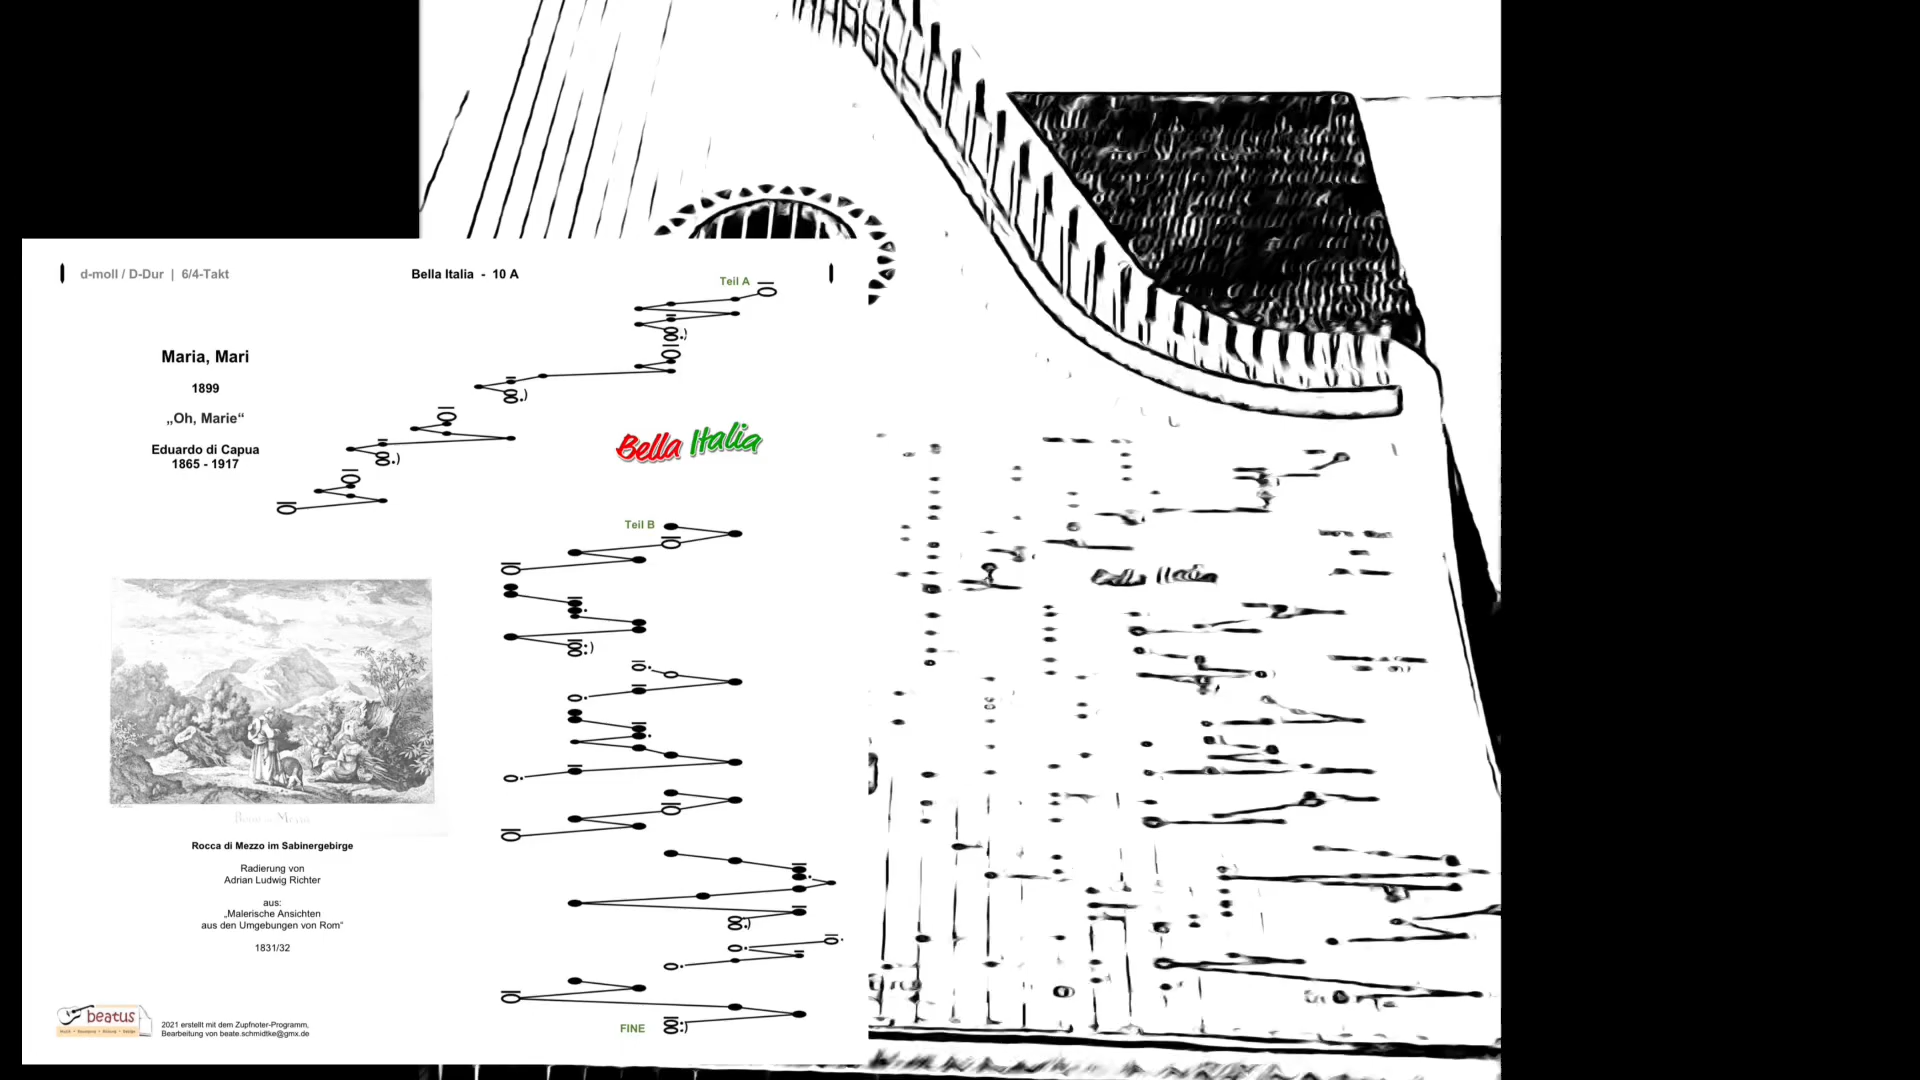 d-moll / D-Dur | 6/4-Takt
Bella Italia - 10 A
Teil A
Maria, Mari
1899
„Oh, Marie“
Eduardo di Capua
1865 - 1917
Bella Italia
Teil B
Rocca di Mezzo im Sabinergebirge
Radierung von
Adrian Ludwig Richter
aus:
„Malerische Ansichten
aus den Umgebungen von Rom“
1831/32
beatus
2021 erstellt mit dem Zupfnoter-Programm,
Bearbeitung von beate.schmidtke@gmx.de
FINE
Bella Italia